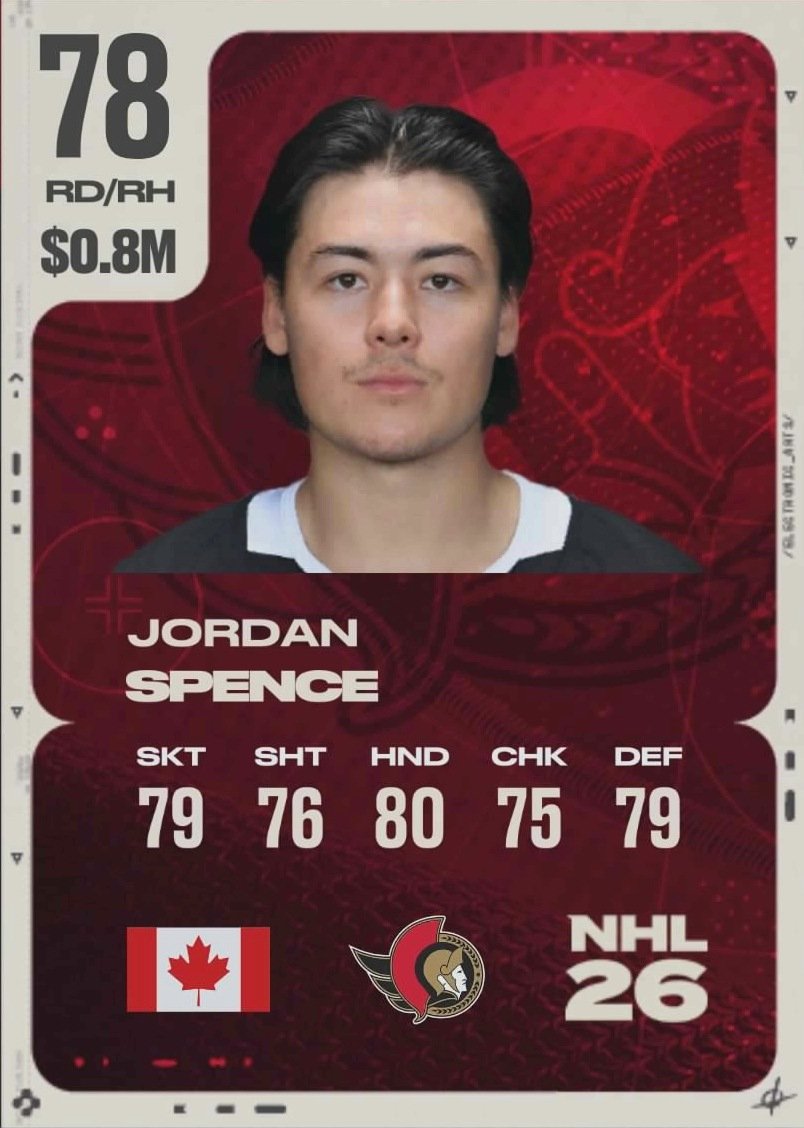 78
RD/RH
$0.8M
JORDAN
SPENCE
SKT SHT HND CHK DEF
79 76 80 75 79
NHL
26